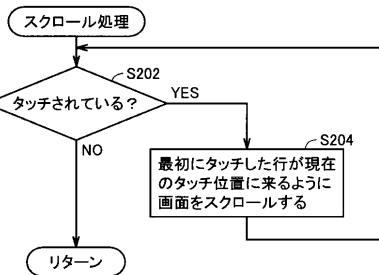 スクロール処理
S202
タッチされている?
YES
NO
S204
最初にタッチした行が現在
のタッチ位置に来るように
画面をスクロールする
リターン